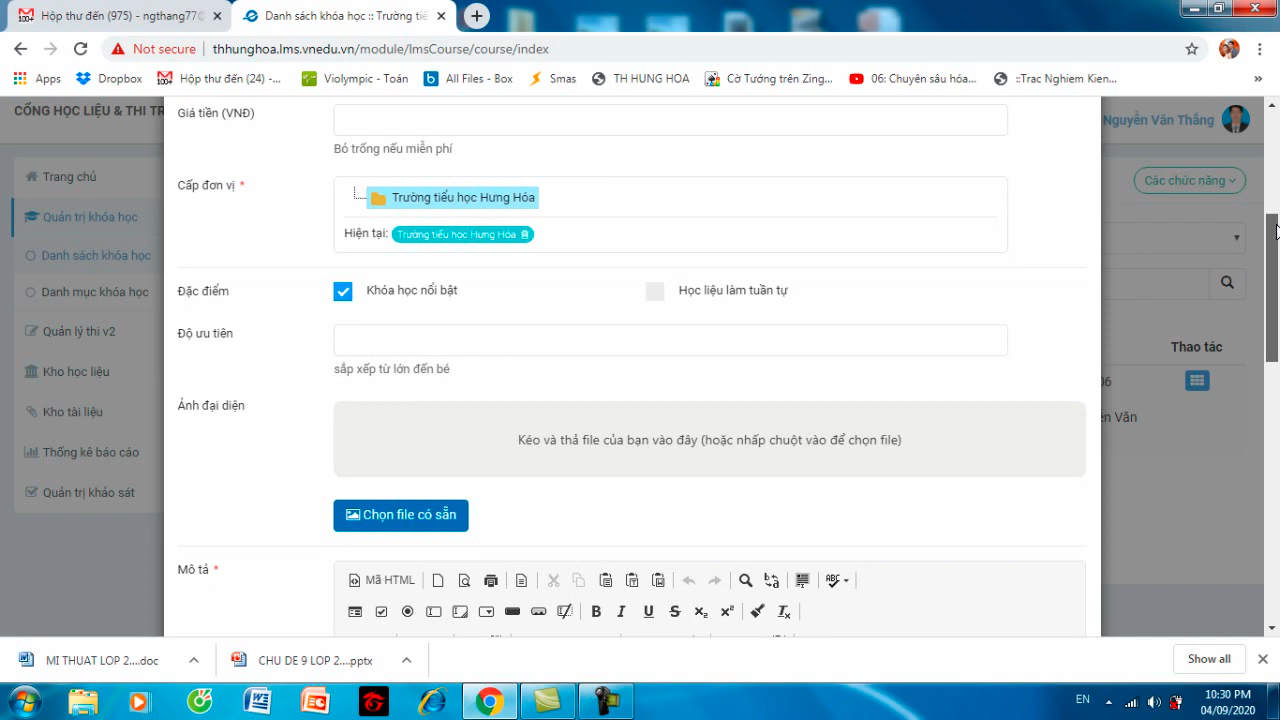 Hộp thư đến (975) - ngthang77@
Danh sách khóa học :: Trường tiể
Not secure
thhunghoa.lms.vnedu.vn/module/lmsCourse/course/index
Apps
Dropbox
Hộp thư đến (24) -...
Violympic - Toán
All Files - Box
Smas
TH HUNG HOA
Cờ Tướng trên Zing...
06: Chuyên sâu hóa...
::Trac Nghiem Kien...
»
CỔNG HỌC LIỆU & THI TR
Nguyễn Văn Thắng
Trang chủ
Quản trị khóa học
Danh sách khóa học
Danh mục khóa học
Quản lý thi v2
Kho học liệu
Kho tài liệu
Thống kê báo cáo
Quản trị khảo sát
Giá tiền (VNĐ)
Bỏ trống nếu miễn phí
Cấp đơn vị *
Trường tiểu học Hưng Hóa
Hiện tại: Trường tiểu học Hưng Hóa
Đặc điểm
Khóa học nổi bật
Học liệu làm tuần tự
Độ ưu tiên
sắp xếp từ lớn đến bé
Ảnh đại diện
Kéo và thả file của bạn vào đây (hoặc nhấp chuột vào để chọn file)
Chọn file có sẵn
Mô tả *
Mã HTML
Các chức năng
Thao tác
06
ễn Văn
MI THUAT LOP 2....doc
CHU DE 9 LOP 2....pptx
Show all
EN
10:30 PM
04/09/2020